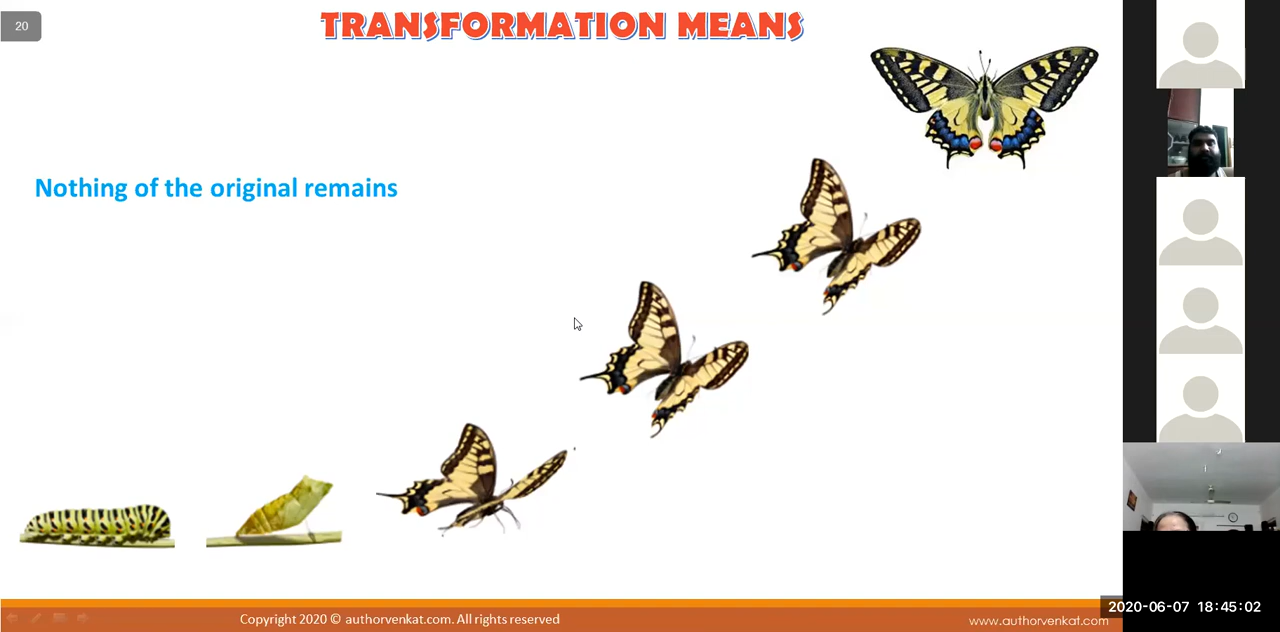 20
TRANSFORMATION MEANS
Nothing of the original remains
Copyright 2020 © authorvenkat.com. All rights reserved
www.authorvenkat.com
2020-06-07 18:45:02